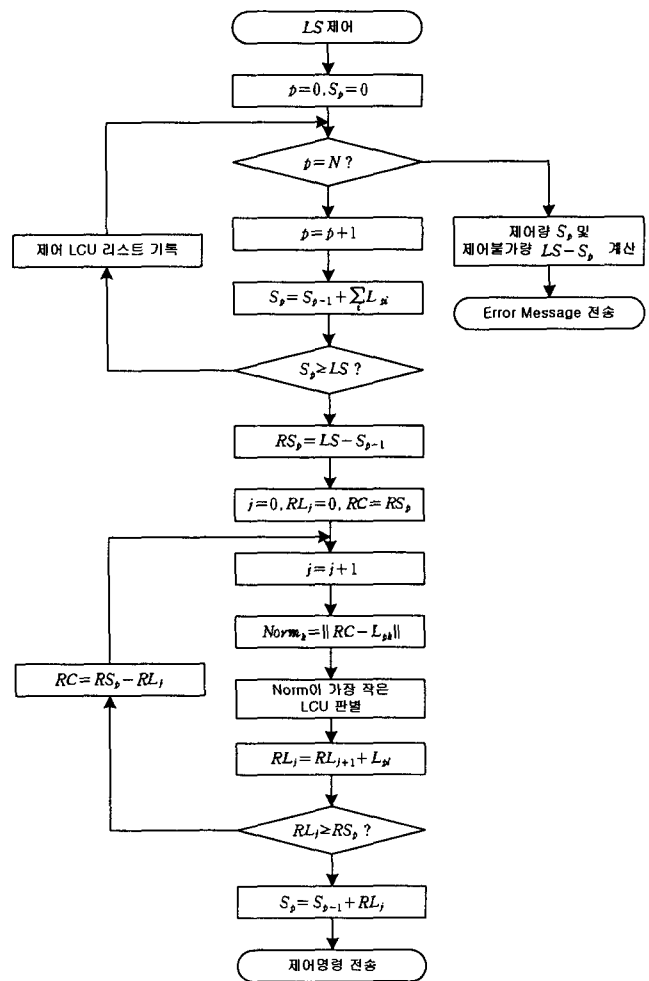 LS 제어
p=0, S_p=0
p=N ?
p=p+1
제어 LCU 리스트 기록
제어량 S_p 및
제어불가량 LS-S_p 계산
S_p=S_{p-1}+∑_i L_{pi}
Error Message 전송
S_p≥LS ?
RS_p=LS-S_{p-1}
j=0, RL_j=0, RC=RS_p
j=j+1
Norm_k=||RC-L_{pk}||
RC=RS_p-RL_j
Norm이 가장 작은
LCU 판별
RL_j=RL_{j+1}+L_{pi}
RL_j≥RS_p ?
S_p=S_{p-1}+RL_j
제어명령 전송